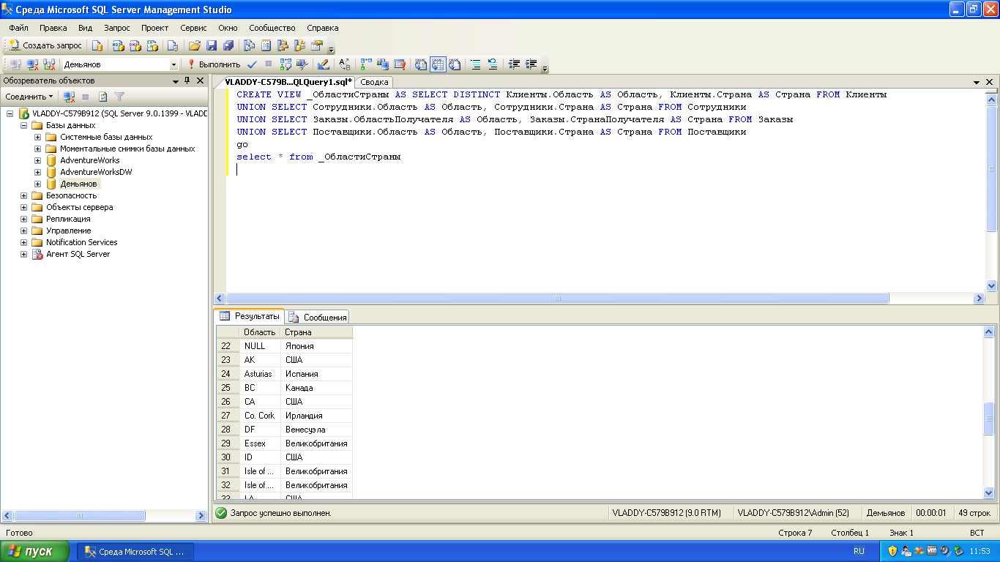 Среда Microsoft SQL Server Management Studio
Файл Правка Вид Запрос Проект Сервис Окно Сообщество Справка
Создать запрос
Демьянов Выполнить
Обозреватель объектов
VLADDY-C579B...QLQuery1.sql* Сводка
Соединить
VLADDY-C579B912 (SQL Server 9.0.1399 - VLADD
Базы данных
Системные базы данных
Моментальные снимки базы данных
AdventureWorks
AdventureWorksDW
Демьянов
Безопасность
Объекты сервера
Репликация
Управление
Notification Services
Агент SQL Server
CREATE VIEW _ОбластиСтраны AS SELECT DISTINCT Клиенты.Область AS Область, Клиенты.Страна AS Страна FROM Клиенты
UNION SELECT Сотрудники.Область AS Область, Сотрудники.Страна AS Страна FROM Сотрудники
UNION SELECT Заказы.ОбластьПолучателя AS Область, Заказы.СтранаПолучателя AS Страна FROM Заказы
UNION SELECT Поставщики.Область AS Область, Поставщики.Страна AS Страна FROM Поставщики
go
select * from _ОбластиСтраны
Результаты Сообщения
Область Страна
22 NULL Япония
23 AK США
24 Asturias Испания
25 BC Канада
26 CA США
27 Co. Cork Ирландия
28 DF Венесуэла
29 Essex Великобритания
30 ID США
31 Isle of ... Великобритания
32 Isle of ... Великобритания
33 LA США
Запрос успешно выполнен. VLADDY-C579B912 (9.0 RTM) VLADDY-C579B912\Admin (52) Демьянов 00:00:01 49 строк
Готово Строка 7 Столбец 1 Знак 1 ВСТ
пуск Среда Microsoft SQL ... RU 11:53